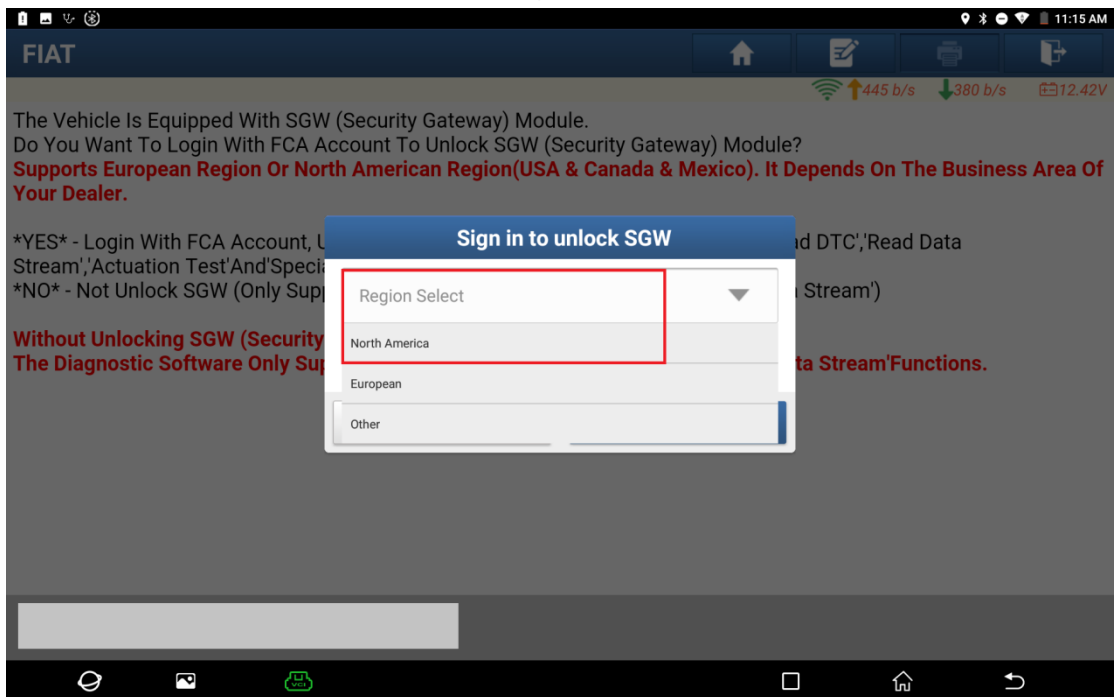 11:15 AM
FIAT
445 b/s 380 b/s 12.42V
The Vehicle Is Equipped With SGW (Security Gateway) Module.
Do You Want To Login With FCA Account To Unlock SGW (Security Gateway) Module?
Supports European Region Or North American Region(USA & Canada & Mexico). It Depends On The Business Area Of
Your Dealer.
*YES* - Login With FCA Account, U
d DTC','Read Data
Stream','Actuation Test'And'Specia
*NO* - Not Unlock SGW (Only Supp
Stream')
Without Unlocking SGW (Security
The Diagnostic Software Only Sup
ta Stream'Functions.
Sign in to unlock SGW
Region Select
North America
European
Other
VCI